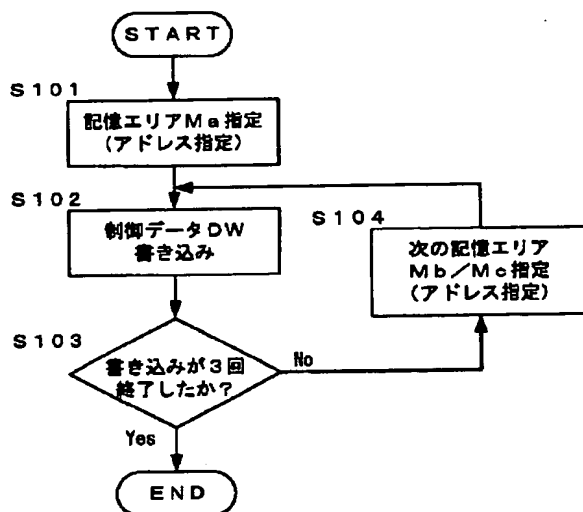 START
S101
記憶エリアMa指定
(アドレス指定)
S102
制御データDW
書き込み
S104
次の記憶エリア
Mb/Mc指定
(アドレス指定)
S103
書き込みが3回
終了したか?
No
Yes
END